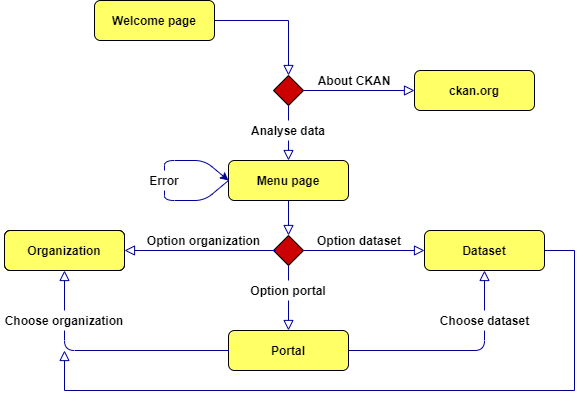 Welcome page
About CKAN
ckan.org
Analyse data
Error
Menu page
Organization
Option organization
Option dataset
Dataset
Option portal
Choose organization
Choose dataset
Portal